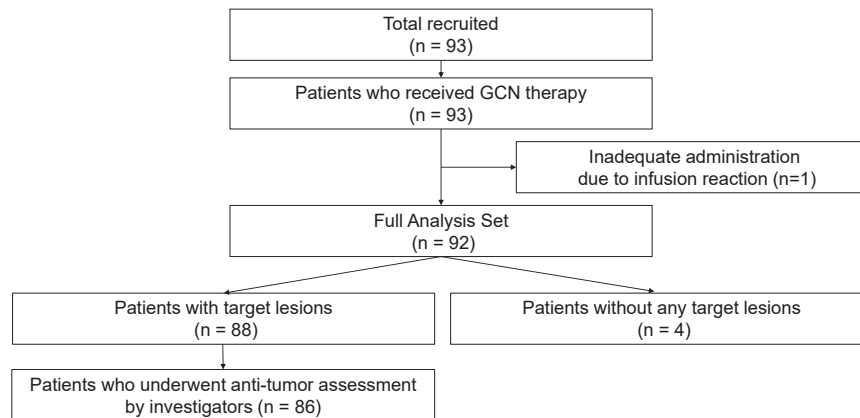 Total recruited
(n = 93)
Patients who received GCN therapy
(n = 93)
Inadequate administration
due to infusion reaction (n=1)
Full Analysis Set
(n = 92)
Patients with target lesions
(n = 88)
Patients without any target lesions
(n = 4)
Patients who underwent anti-tumor assessment
by investigators (n = 86)